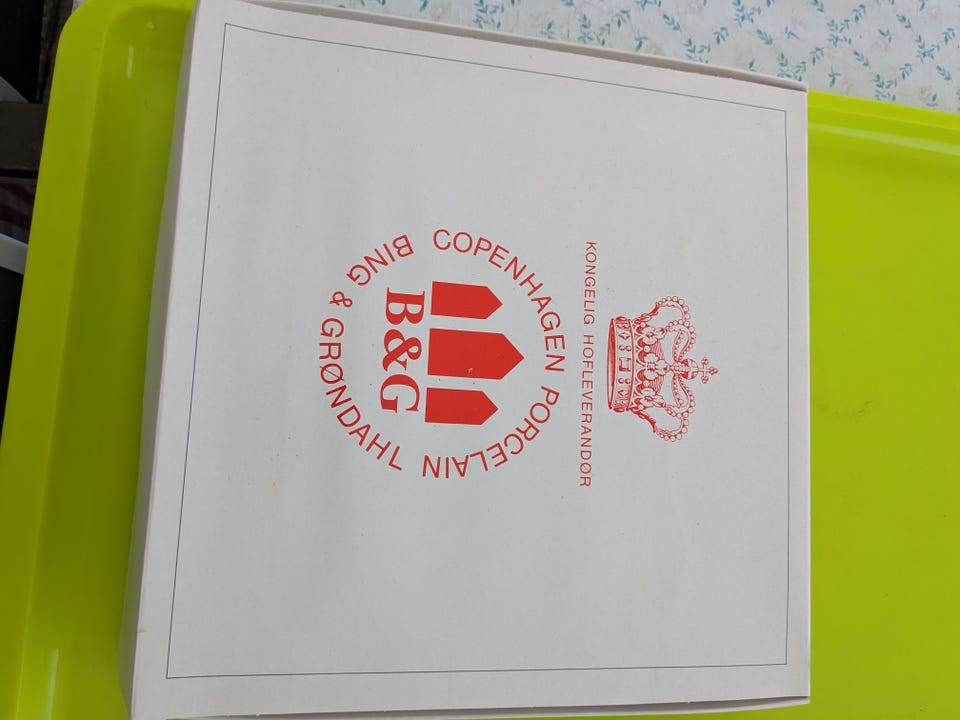 KONGELIG HOFLEVERANDØR
COPENHAGEN PORCELAIN
B&G
BING & GRØNDAHL